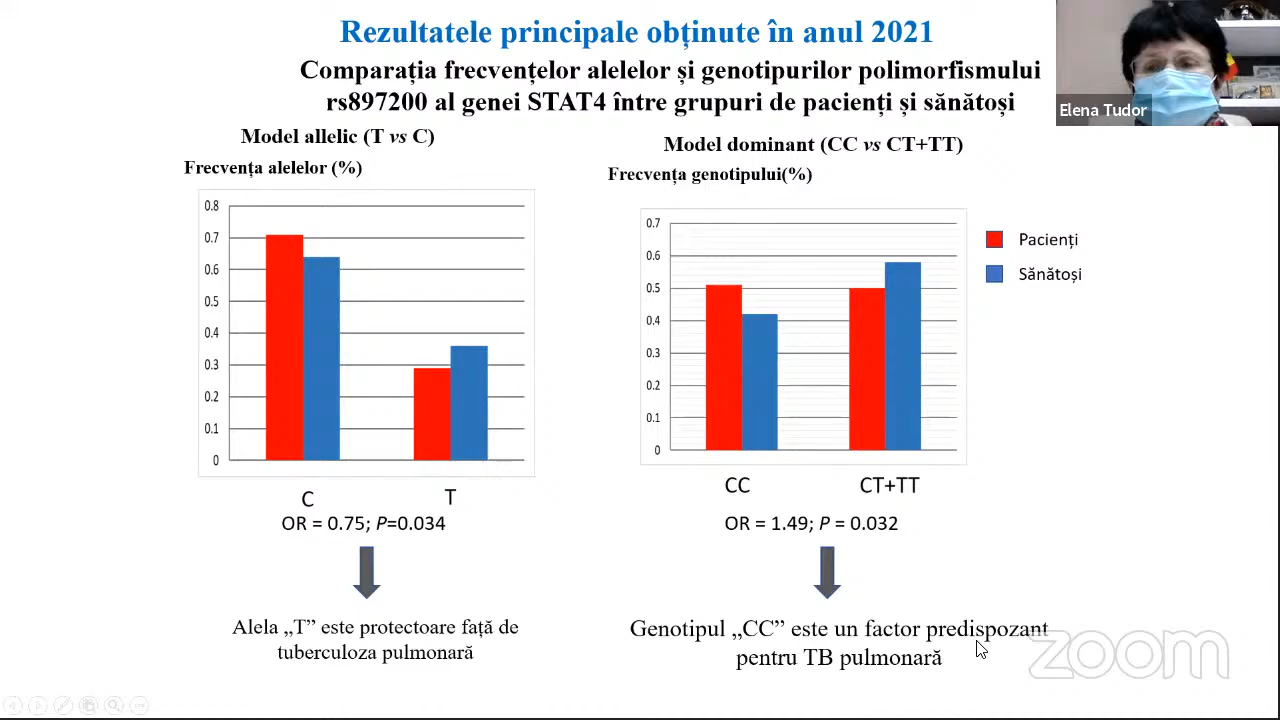 Rezultatele principale obținute în anul 2021
Comparația frecvențelor alelelor și genotipurilor polimorfismului
rs897200 al genei STAT4 între grupuri de pacienți și sănătoși
Elena Tudor
Model allelic (T vs C)
Frecvența alelelor (%)
0.8
0.7
0.6
0.5
0.4
0.3
0.2
0.1
0
C
T
OR = 0.75; P=0.034
Alela „T” este protectoare față de
tuberculoza pulmonară
Model dominant (CC vs CT+TT)
Frecvența genotipului(%)
0.7
0.6
0.5
0.4
0.3
0.2
0.1
0
CC
CT+TT
Pacienți
Sănătoși
OR = 1.49; P = 0.032
Genotipul „CC” este un factor predispozant
pentru TB pulmonară
zoom